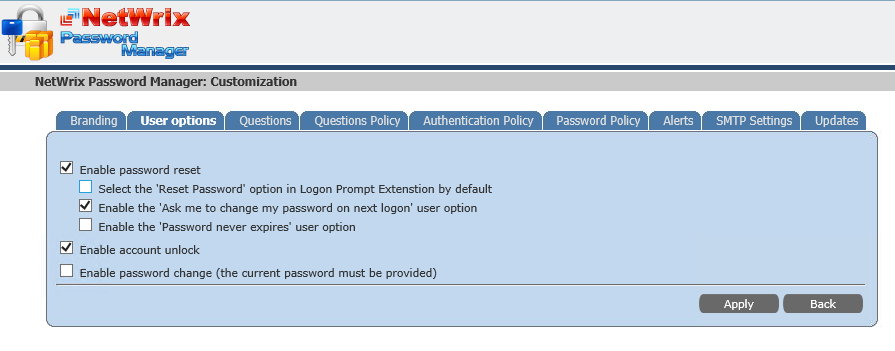 NetWrix
Password
Manager
NetWrix Password Manager: Customization
Branding User options Questions Questions Policy Authentication Policy Password Policy Alerts SMTP Settings Updates
Enable password reset
Select the 'Reset Password' option in Logon Prompt Extenstion by default
Enable the 'Ask me to change my password on next logon' user option
Enable the 'Password never expires' user option
Enable account unlock
Enable password change (the current password must be provided)
Apply Back